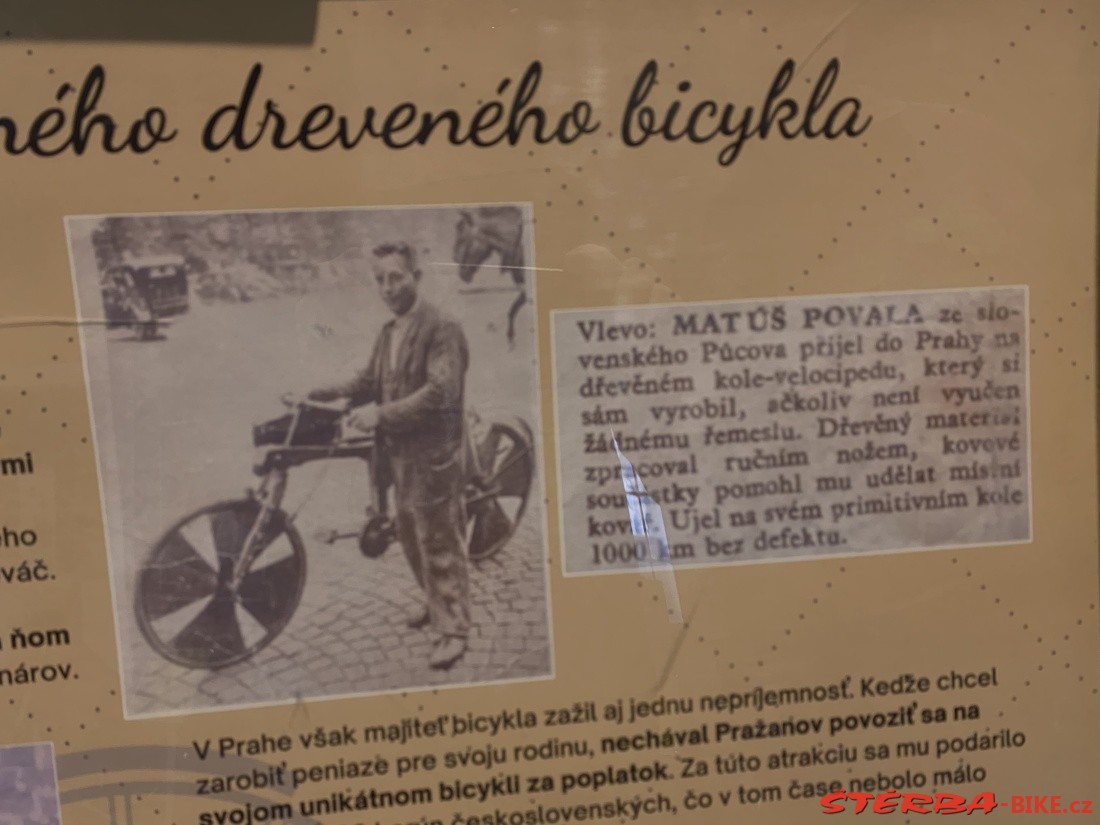 ného dreveného bicykla
Vlevo: MATÚŠ POVALA ze slo-
venského Púcova přijel do Prahy na
dřevěném kole-velocipedu, který si
sám vyrobil, ačkoliv není vyučen
žádnému řemeslu. Dřevěný materiál
zpracoval ručním nožem, kovové
součástky pomohl mu udělat místní
kovář. Ujel na svém primitivním kole
1000 km bez defektu.
mi
ého
váč.
ňom
nárov.
V Prahe však majiteľ bicykla zažil aj jednu nepríjemnosť. Keďže chcel
zarobiť peniaze pre svoju rodinu, nechával Pražanov povoziť sa na
svojom unikátnom bicykli za poplatok. Za túto atrakciu sa mu podarilo
československých, čo v tom čase nebolo málo
ŠTĚRBA-BIKE.cz